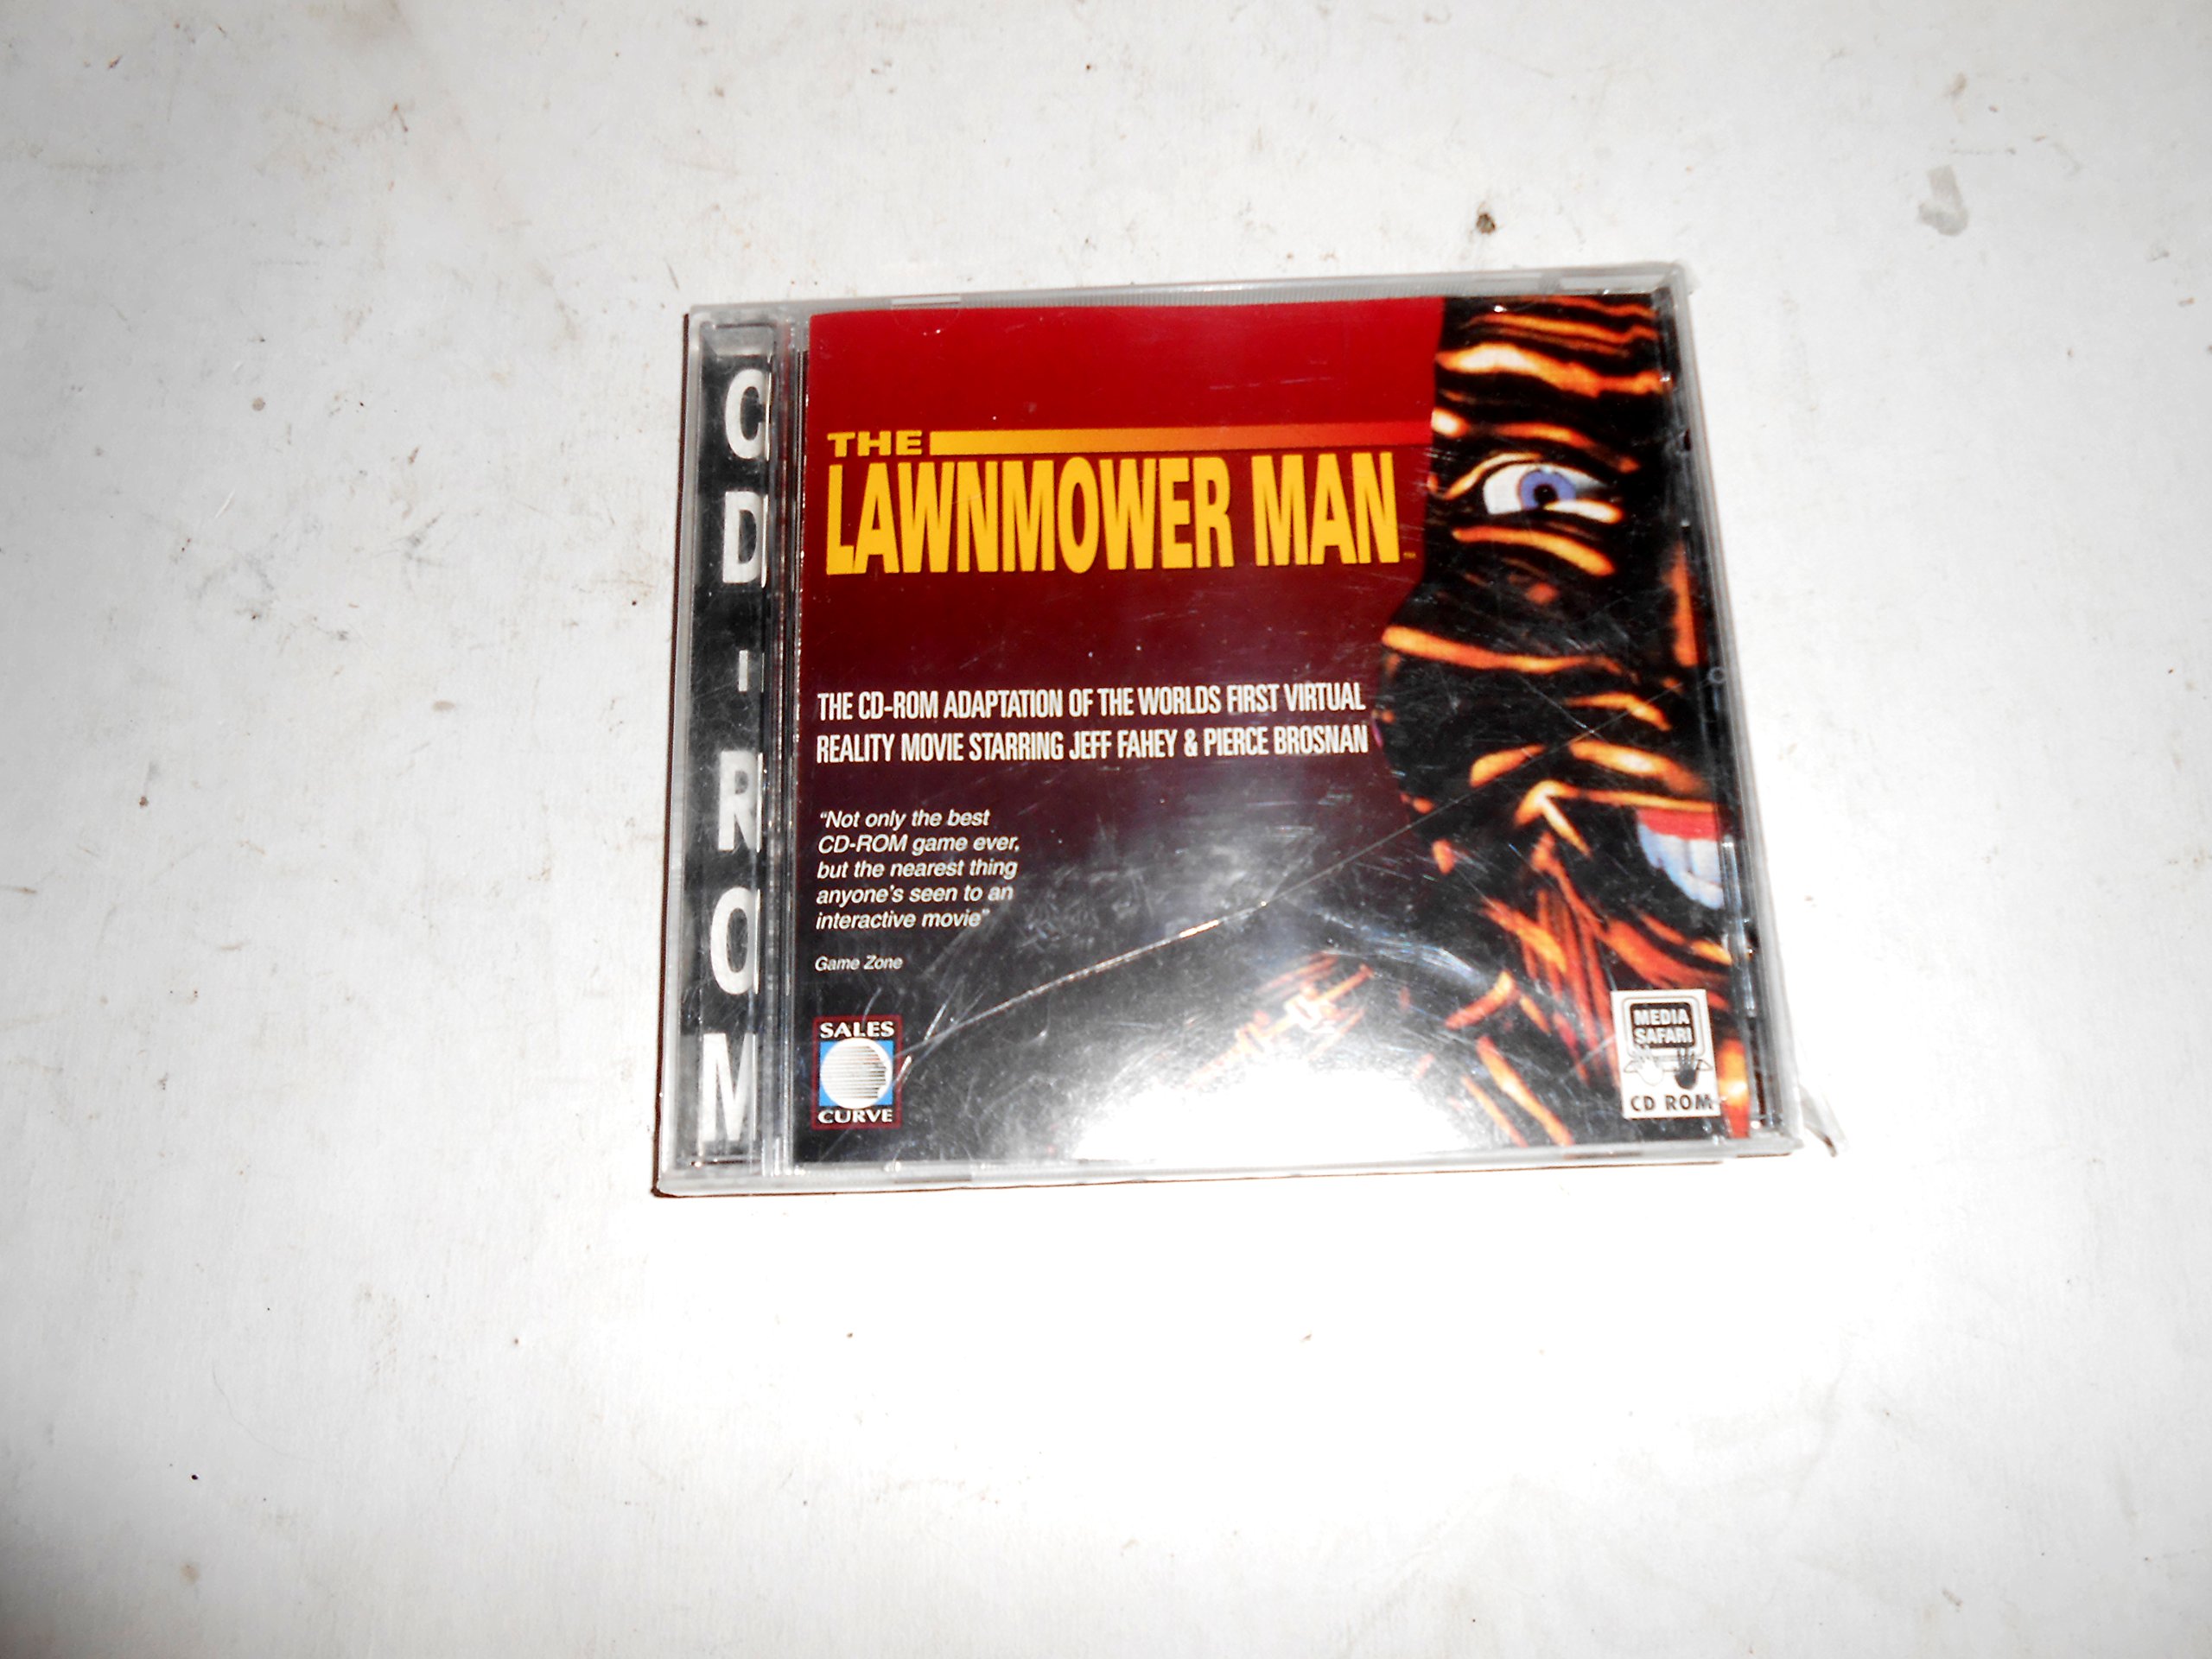 CD-ROM
THE
LAWNMOWER MAN™
THE CD-ROM ADAPTATION OF THE WORLDS FIRST VIRTUAL
REALITY MOVIE STARRING JEFF FAHEY & PIERCE BROSNAN
"Not only the best
CD-ROM game ever,
but the nearest thing
anyone's seen to an
interactive movie"
Game Zone
SALES
CURVE
MEDIA
SAFARI
CD ROM